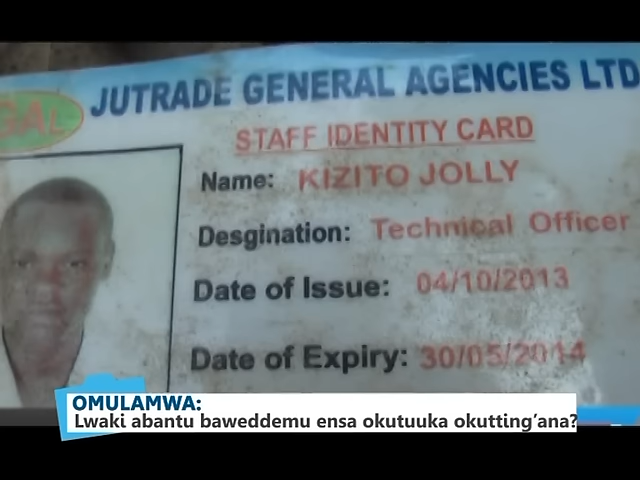 GAL
JUTRADE GENERAL AGENCIES LTD
STAFF IDENTITY CARD
Name: KIZITO JOLLY
Desgination: Technical Officer
Date of Issue: 04/10/2013
Date of Expiry: 30/05/2014
OMULAMWA:
Lwaki abantu baweddemu ensa okutuuka okutting'ana?